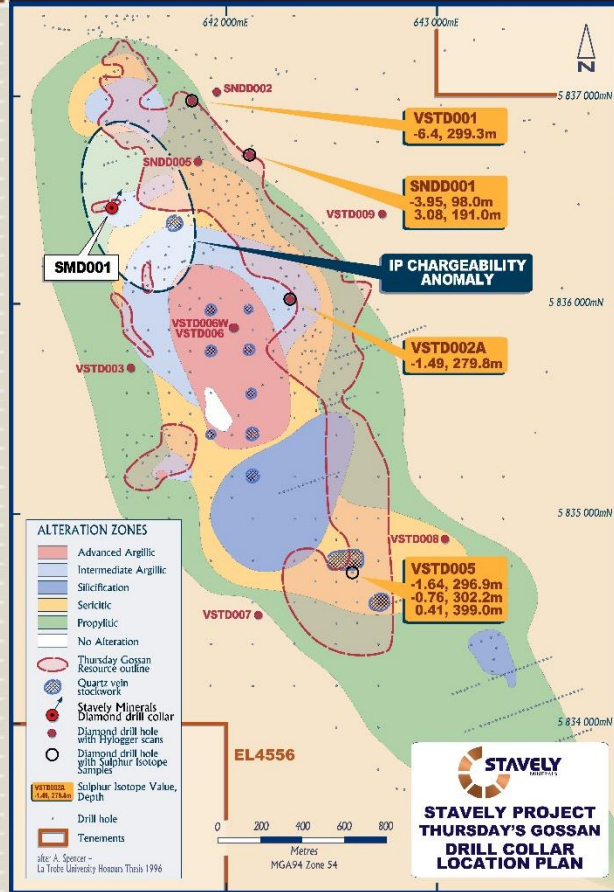 642 000mE
643 000mE
N
5 837 000mN
SNDD002
VSTD001
-6.4, 299.3m
SNDD005
SNDD001
-3.95, 98.0m
3.08, 191.0m
VSTD009
SMD001
IP CHARGEABILITY
ANOMALY
5 836 000mN
VSTD006W
VSTD006
VSTD002A
-1.49, 279.8m
VSTD003
5 835 000mN
VSTD008
VSTD005
-1.64, 296.9m
-0.76, 302.2m
0.41, 399.0m
VSTD007
5 834 000mN
EL4556
ALTERATION ZONES
Advanced Argillic
Intermediate Argillic
Silicification
Sericitic
Propylitic
No Alteration
Thursday Gossan
Resource outline
Quartz vein
stockwork
Stavely Minerals
Diamond drill collar
Diamond drill hole
with Hylogger scans
Diamond drill hole
with Sulphur Isotope
Samples
VSTD002A
-1.49, 279.8m
Sulphur Isotope Value,
Depth
Drill hole
Tenements
after A. Spencer –
La Trobe University Honours Thesis 1996
0 200 400 600 800
Metres
MGA94 Zone 54
STAVELY
MINERALS
STAVELY PROJECT
THURSDAY'S GOSSAN
DRILL COLLAR
LOCATION PLAN